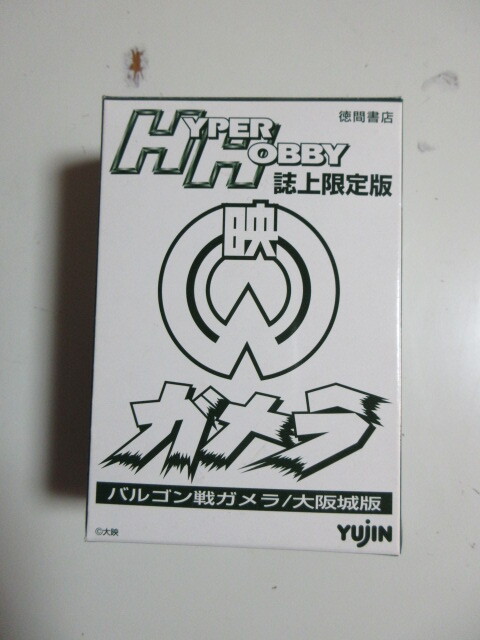 HYPER HOBBY
徳間書店
誌上限定版
映
ガメラ
バルゴン戦ガメラ/大阪城版
©大映
YUJIN